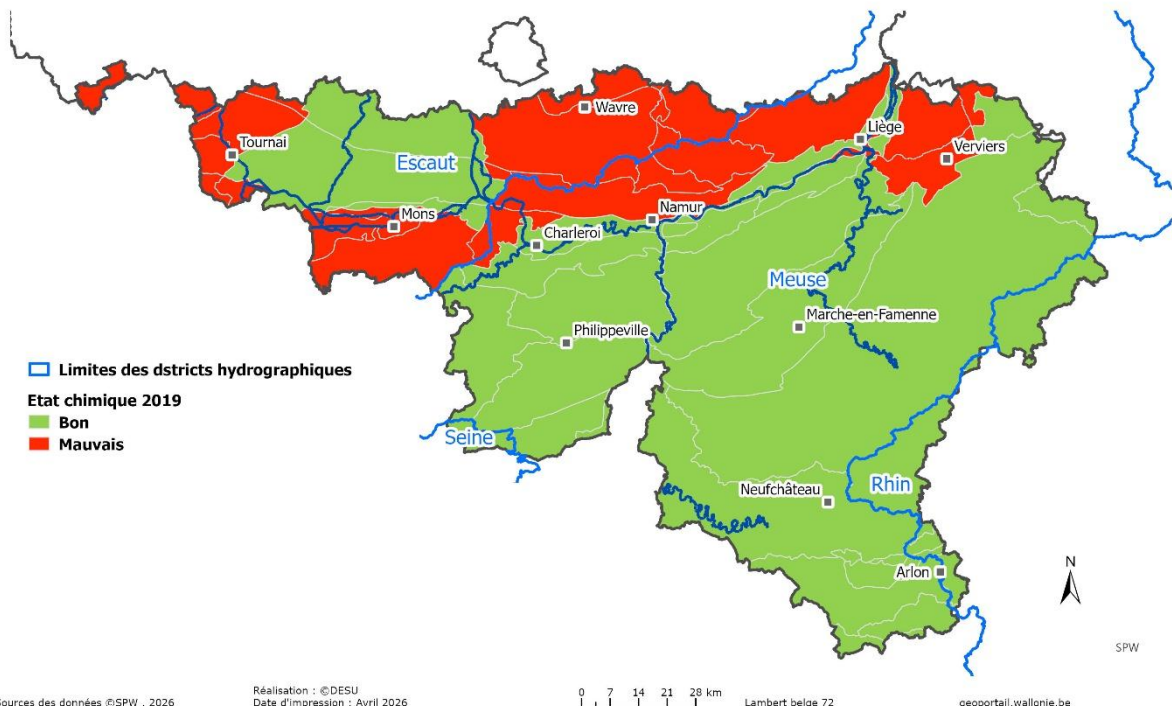 Wavre
Liège
Tournai
Verviers
Escaut
Mons
Namur
Charleroi
Meuse
Marche-en-Famenne
Philippeville
Limites des dstricts hydrographiques
Etat chimique 2019
Bon
Mauvais
Seine
Neufchâteau
Rhin
Arlon
N
SPW
Sources des données ©SPW , 2026
Réalisation : ©DESU
Date d'impression : Avril 2026
0 7 14 21 28 km
Lambert belge 72
geoportail.wallonie.be